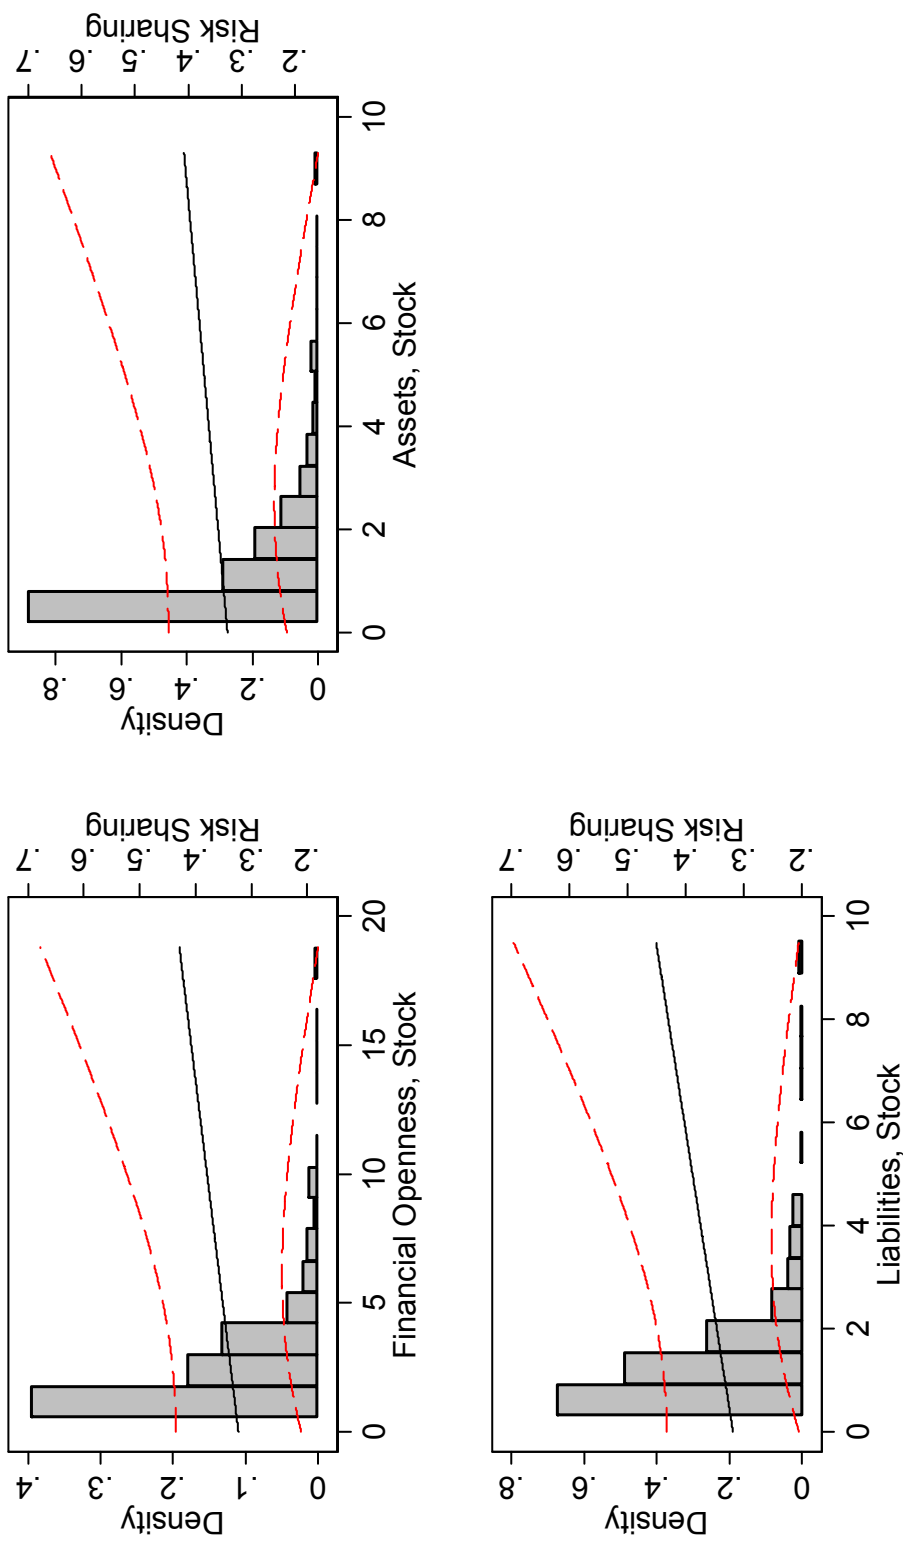 Density
0 .2 .4 .6 .8
.2 .3 .4 .5 .6 .7
Risk Sharing
0 2 4 6 8 10
Assets, Stock
Density
0 .1 .2 .3 .4
.2 .3 .4 .5 .6 .7
Risk Sharing
0 5 10 15 20
Financial Openness, Stock
Density
0 .2 .4 .6 .8
.2 .3 .4 .5 .6 .7
Risk Sharing
0 2 4 6 8 10
Liabilities, Stock